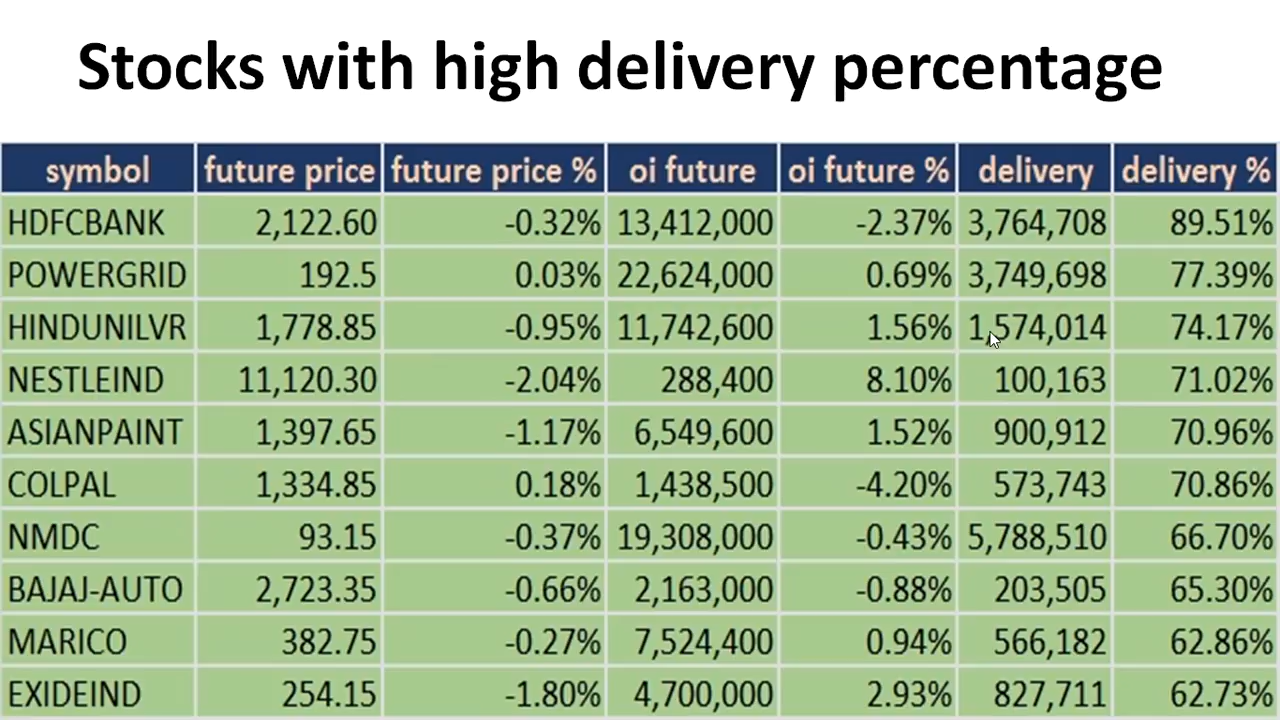 Stocks with high delivery percentage
symbol future price future price % oi future oi future % delivery delivery %
HDFCBANK 2,122.60 -0.32% 13,412,000 -2.37% 3,764,708 89.51%
POWERGRID 192.5 0.03% 22,624,000 0.69% 3,749,698 77.39%
HINDUNILVR 1,778.85 -0.95% 11,742,600 1.56% 1,574,014 74.17%
NESTLEIND 11,120.30 -2.04% 288,400 8.10% 100,163 71.02%
ASIANPAINT 1,397.65 -1.17% 6,549,600 1.52% 900,912 70.96%
COLPAL 1,334.85 0.18% 1,438,500 -4.20% 573,743 70.86%
NMDC 93.15 -0.37% 19,308,000 -0.43% 5,788,510 66.70%
BAJAJ-AUTO 2,723.35 -0.66% 2,163,000 -0.88% 203,505 65.30%
MARICO 382.75 -0.27% 7,524,400 0.94% 566,182 62.86%
EXIDEIND 254.15 -1.80% 4,700,000 2.93% 827,711 62.73%